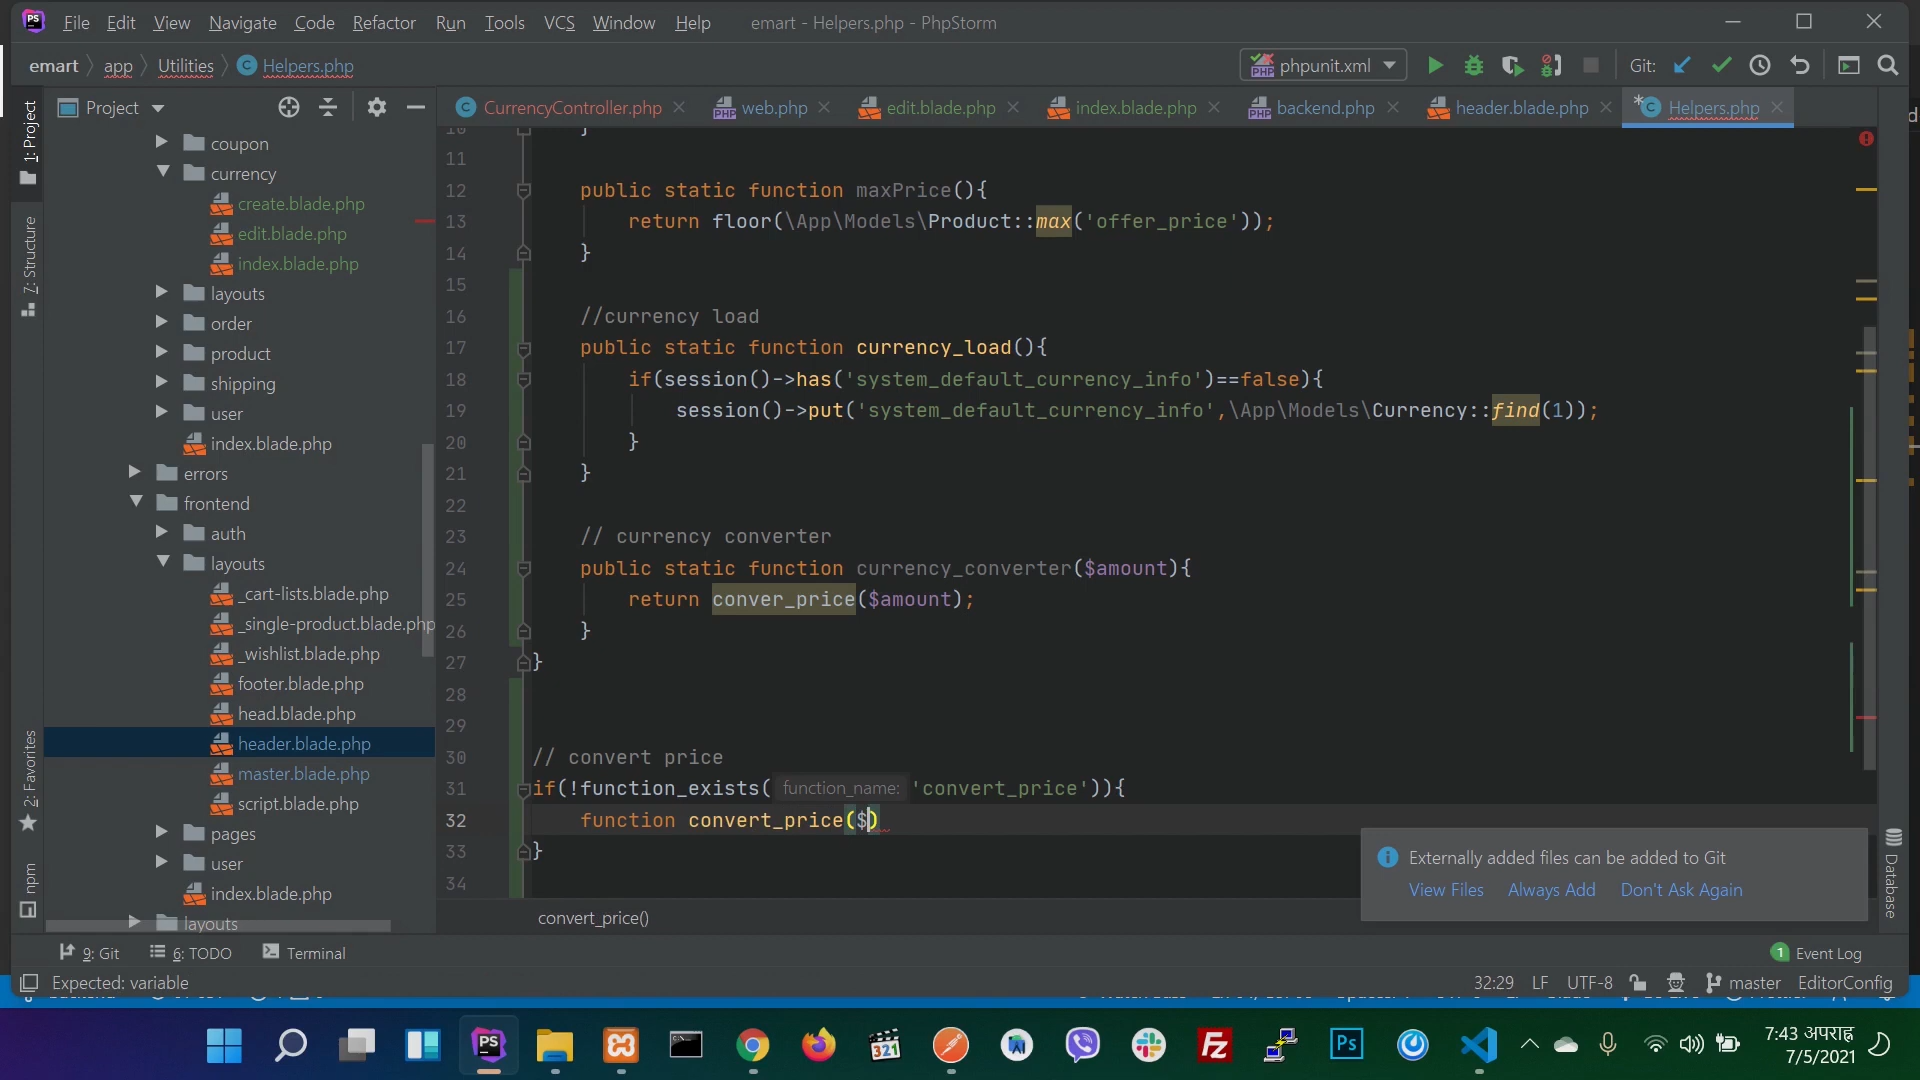 File Edit View Navigate Code Refactor Run Tools VCS Window Help emart - Helpers.php - PhpStorm
emart app Utilities Helpers.php phpunit.xml Git:
Project CurrencyController.php web.php edit.blade.php index.blade.php backend.php header.blade.php Helpers.php
1: Project
7: Structure
2: Favorites
npm
coupon
currency
create.blade.php
edit.blade.php
index.blade.php
layouts
order
product
shipping
user
index.blade.php
errors
frontend
auth
layouts
_cart-lists.blade.php
_single-product.blade.php
_wishlist.blade.php
footer.blade.php
head.blade.php
header.blade.php
master.blade.php
script.blade.php
pages
user
index.blade.php
layouts
10 }
11
12 public static function maxPrice(){
13 return floor(\App\Models\Product::max('offer_price'));
14 }
15
16 //currency load
17 public static function currency_load(){
18 if(session()->has('system_default_currency_info')==false){
19 session()->put('system_default_currency_info',\App\Models\Currency::find(1));
20 }
21 }
22
23 // currency converter
24 public static function currency_converter($amount){
25 return conver_price($amount);
26 }
27 }
28
29
30 // convert price
31 if(!function_exists( function_name: 'convert_price')){
32 function convert_price($)
33 }
34
convert_price()
Externally added files can be added to Git
View Files Always Add Don't Ask Again
Database
9: Git 6: TODO Terminal 1 Event Log
Expected: variable 32:29 LF UTF-8 master EditorConfig
PS 321 Ps
7:43 अपराह्न
7/5/2021